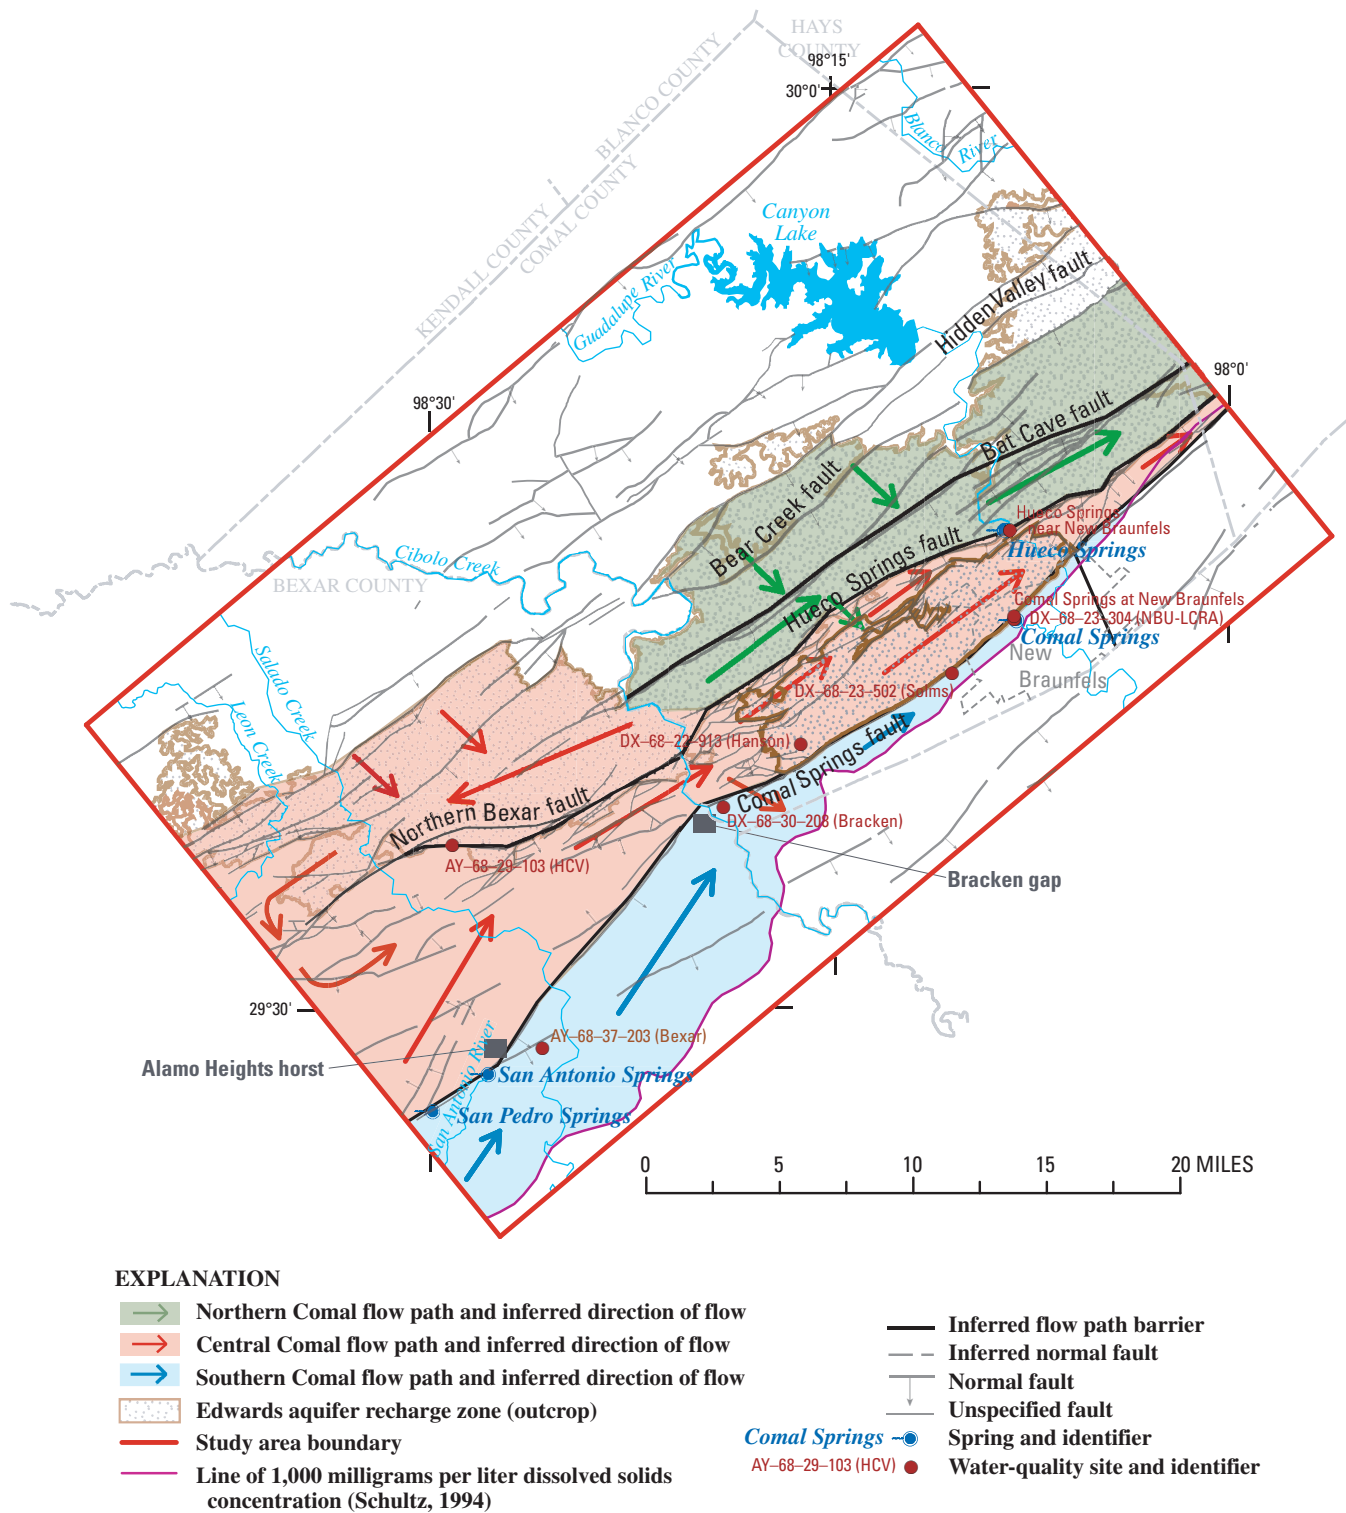 HAYS
COUNTY
98°15'
30°0'
BLANCO COUNTY
KENDALL COUNTY
COMAL COUNTY
Blanco
River
Canyon
Lake
Guadalupe River
Hidden Valley fault
98°0'
98°30'
Bat Cave fault
Bear Creek fault
Hueco Springs
near New Braunfels
Hueco Springs
Hueco Springs fault
Cibolo Creek
BEXAR COUNTY
Comal Springs at New Braunfels
DX–68–23–304 (NBU-LCRA)
Comal Springs
New
Braunfels
Salado Creek
Leon Creek
DX–68–23–502 (Solms)
DX–68–22–913 (Hanson)
Comal Springs fault
Northern Bexar fault
DX–68–30–208 (Bracken)
AY–68–29–103 (HCV)
Bracken gap
29°30'
AY–68–37–203 (Bexar)
Alamo Heights horst
San Antonio River
San Antonio Springs
San Pedro Springs
0 5 10 15 20 MILES
EXPLANATION
Northern Comal flow path and inferred direction of flow
Central Comal flow path and inferred direction of flow
Southern Comal flow path and inferred direction of flow
Edwards aquifer recharge zone (outcrop)
Study area boundary
Line of 1,000 milligrams per liter dissolved solids
concentration (Schultz, 1994)
Inferred flow path barrier
Inferred normal fault
Normal fault
Unspecified fault
Comal Springs Spring and identifier
AY–68–29–103 (HCV) Water-quality site and identifier